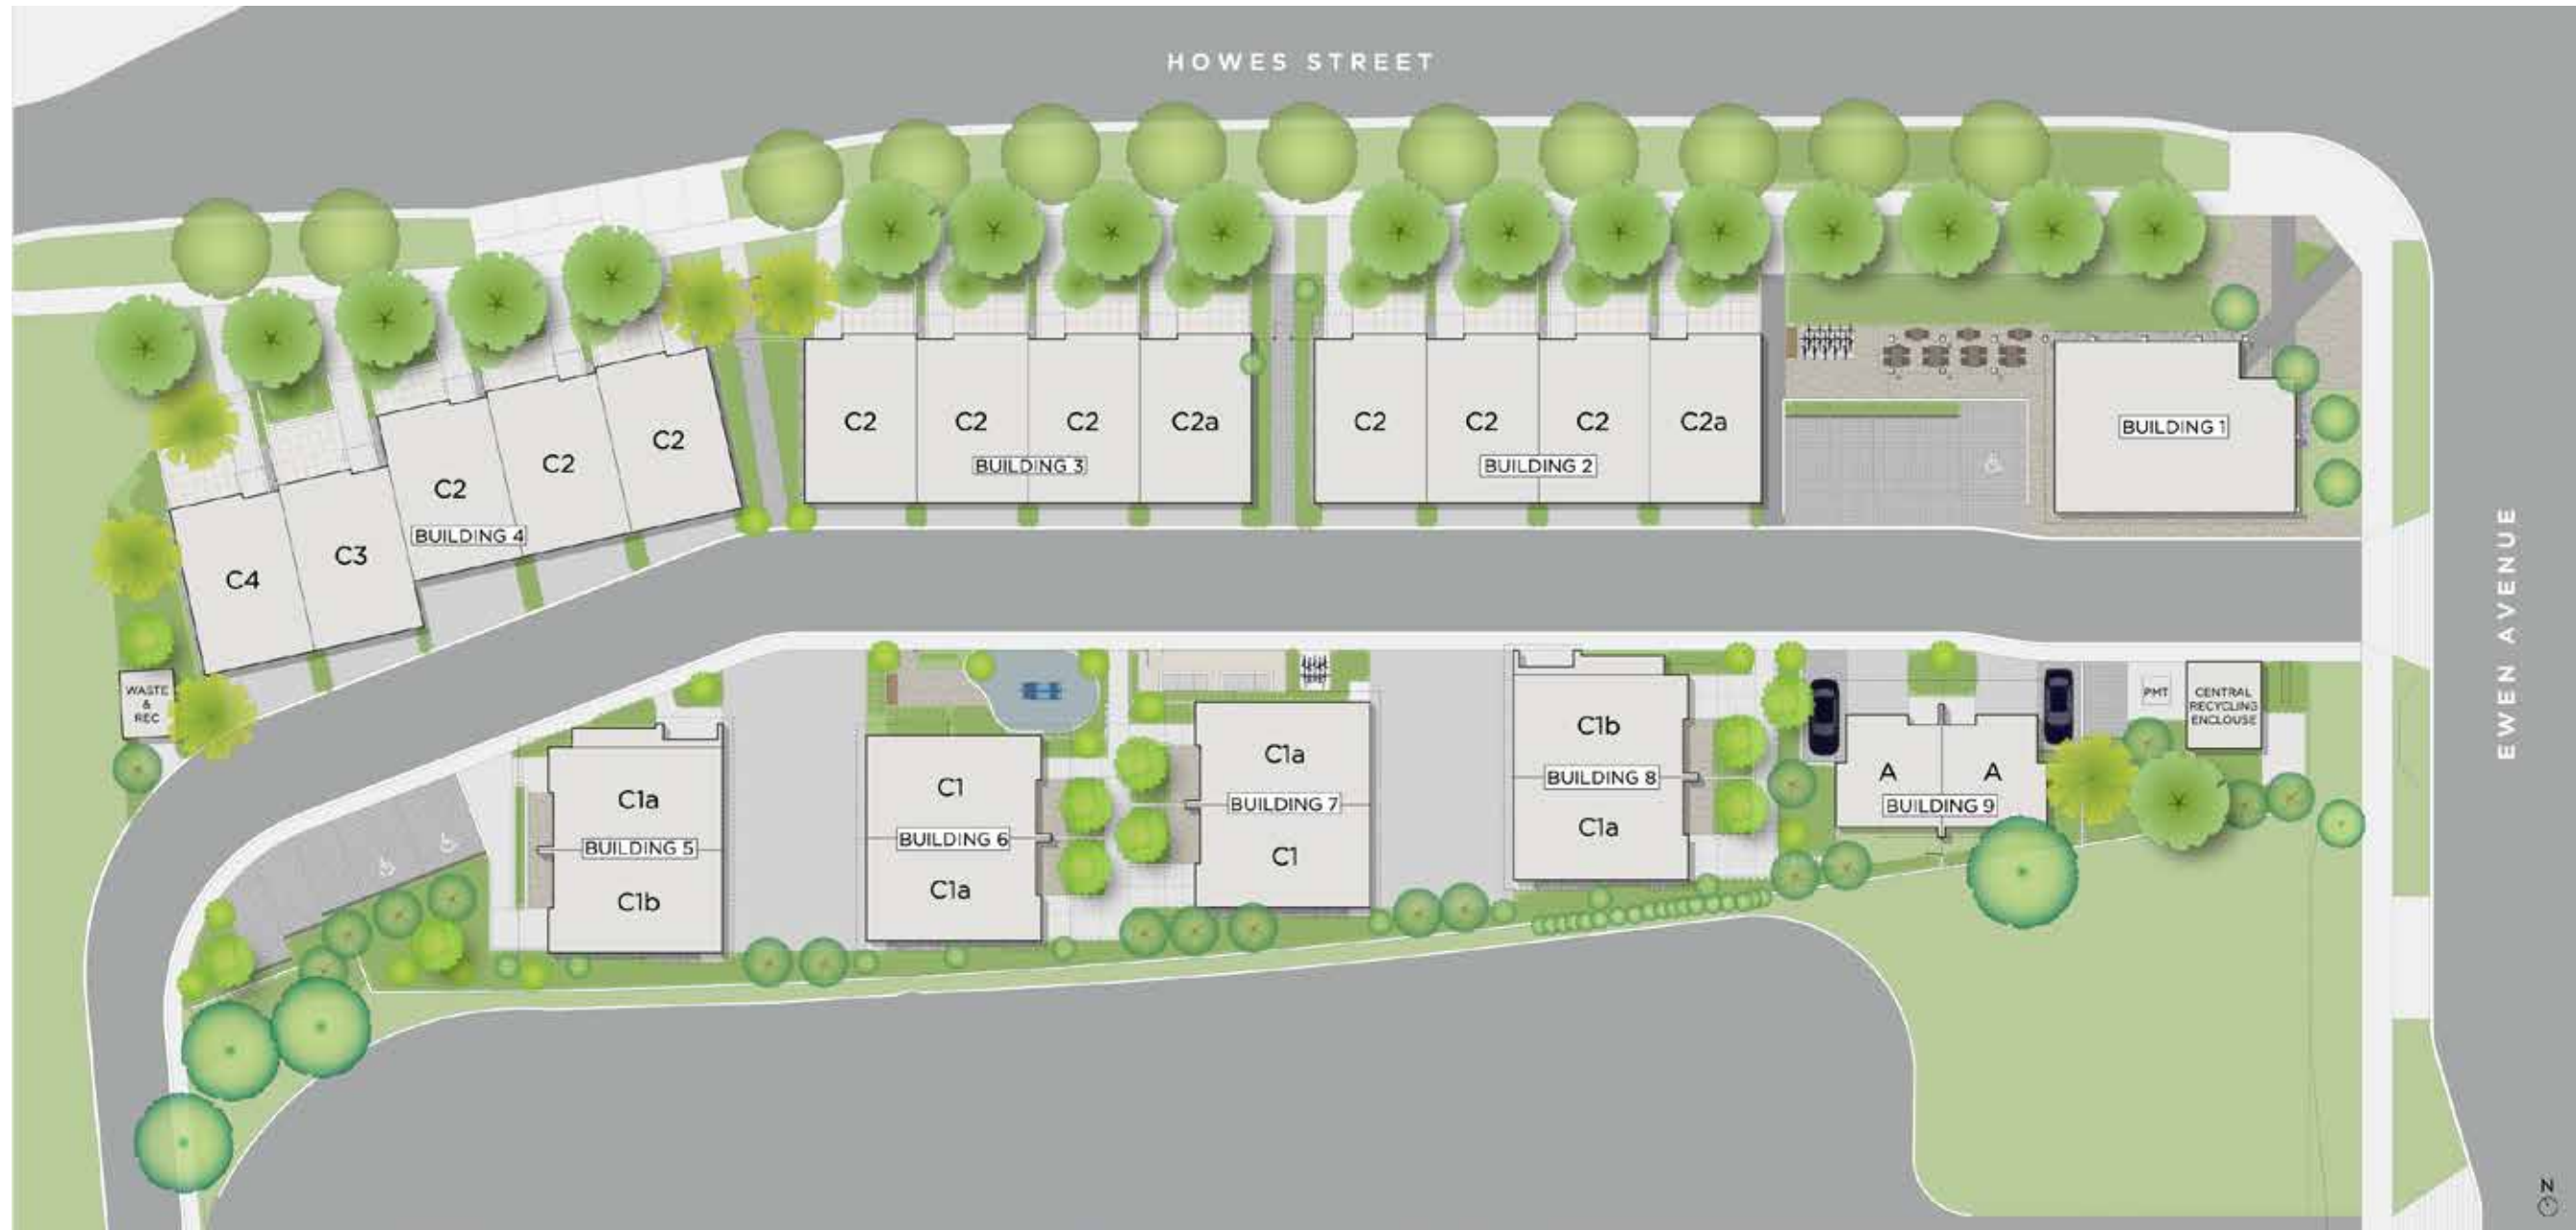 HOWES STREET
C2
C2
C2
C2a
BUILDING 3
C2
C2
C2
C2a
BUILDING 2
BUILDING 1
C2
C2
C2
C3
C4
BUILDING 4
EWEN AVENUE
WASTE
&
REC
C1a
BUILDING 5
C1b
C1
BUILDING 6
C1a
C1a
BUILDING 7
C1
C1b
BUILDING 8
C1a
A
A
BUILDING 9
PMT
CENTRAL
RECYCLING
ENCLOUSE
N